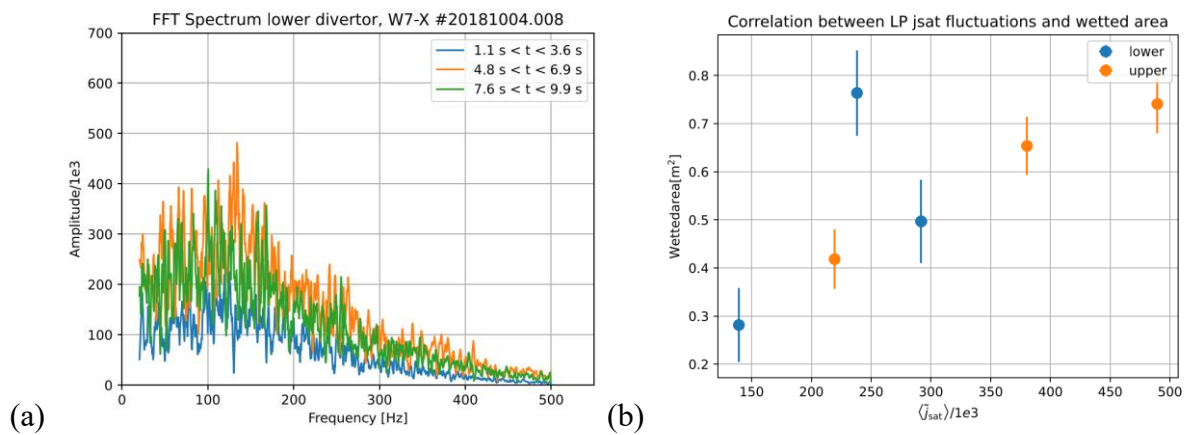 FFT Spectrum lower divertor, W7-X #20181004.008
700
600
500
400
300
200
100
0
Amplitude/1e3
1.1 s < t < 3.6 s
4.8 s < t < 6.9 s
7.6 s < t < 9.9 s
0 100 200 300 400 500
Frequency [Hz]
(a)
Correlation between LP jsat fluctuations and wetted area
0.8
0.7
0.6
0.5
0.4
0.3
0.2
Wettedarea[m²]
lower
upper
150 200 250 300 350 400 450 500
⟨j̃sat⟩/1e3
(b)